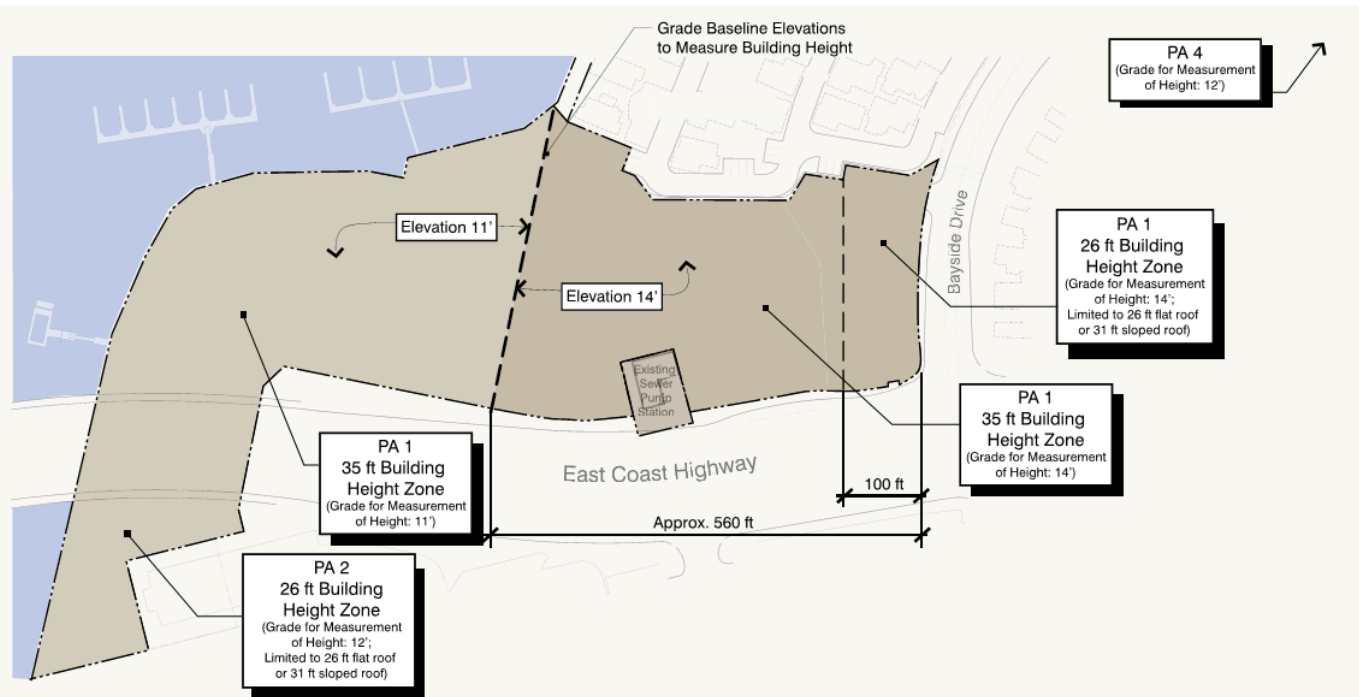 Grade Baseline Elevations
to Measure Building Height
PA 4
(Grade for Measurement
of Height: 12')
Elevation 11'
Elevation 14'
Bayside Drive
PA 1
26 ft Building
Height Zone
(Grade for Measurement
of Height: 14';
Limited to 26 ft flat roof
or 31 ft sloped roof)
Existing
Sewer
Pump
Station
PA 1
35 ft Building
Height Zone
(Grade for Measurement
of Height: 14')
PA 1
35 ft Building
Height Zone
(Grade for Measurement
of Height: 11')
East Coast Highway
100 ft
Approx. 560 ft
PA 2
26 ft Building
Height Zone
(Grade for Measurement
of Height: 12';
Limited to 26 ft flat roof
or 31 ft sloped roof)